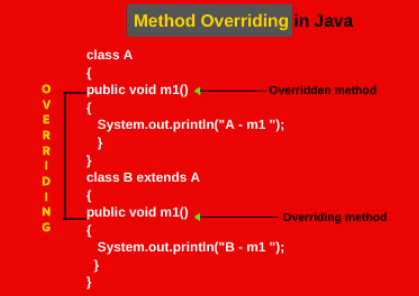 Method Overriding in Java
class A
{
public void m1()
Overridden method
{
System.out.println("A - m1 ");
}
}
class B extends A
{
public void m1()
Overriding method
{
System.out.println("B - m1 ");
}
}
OVERRIDING